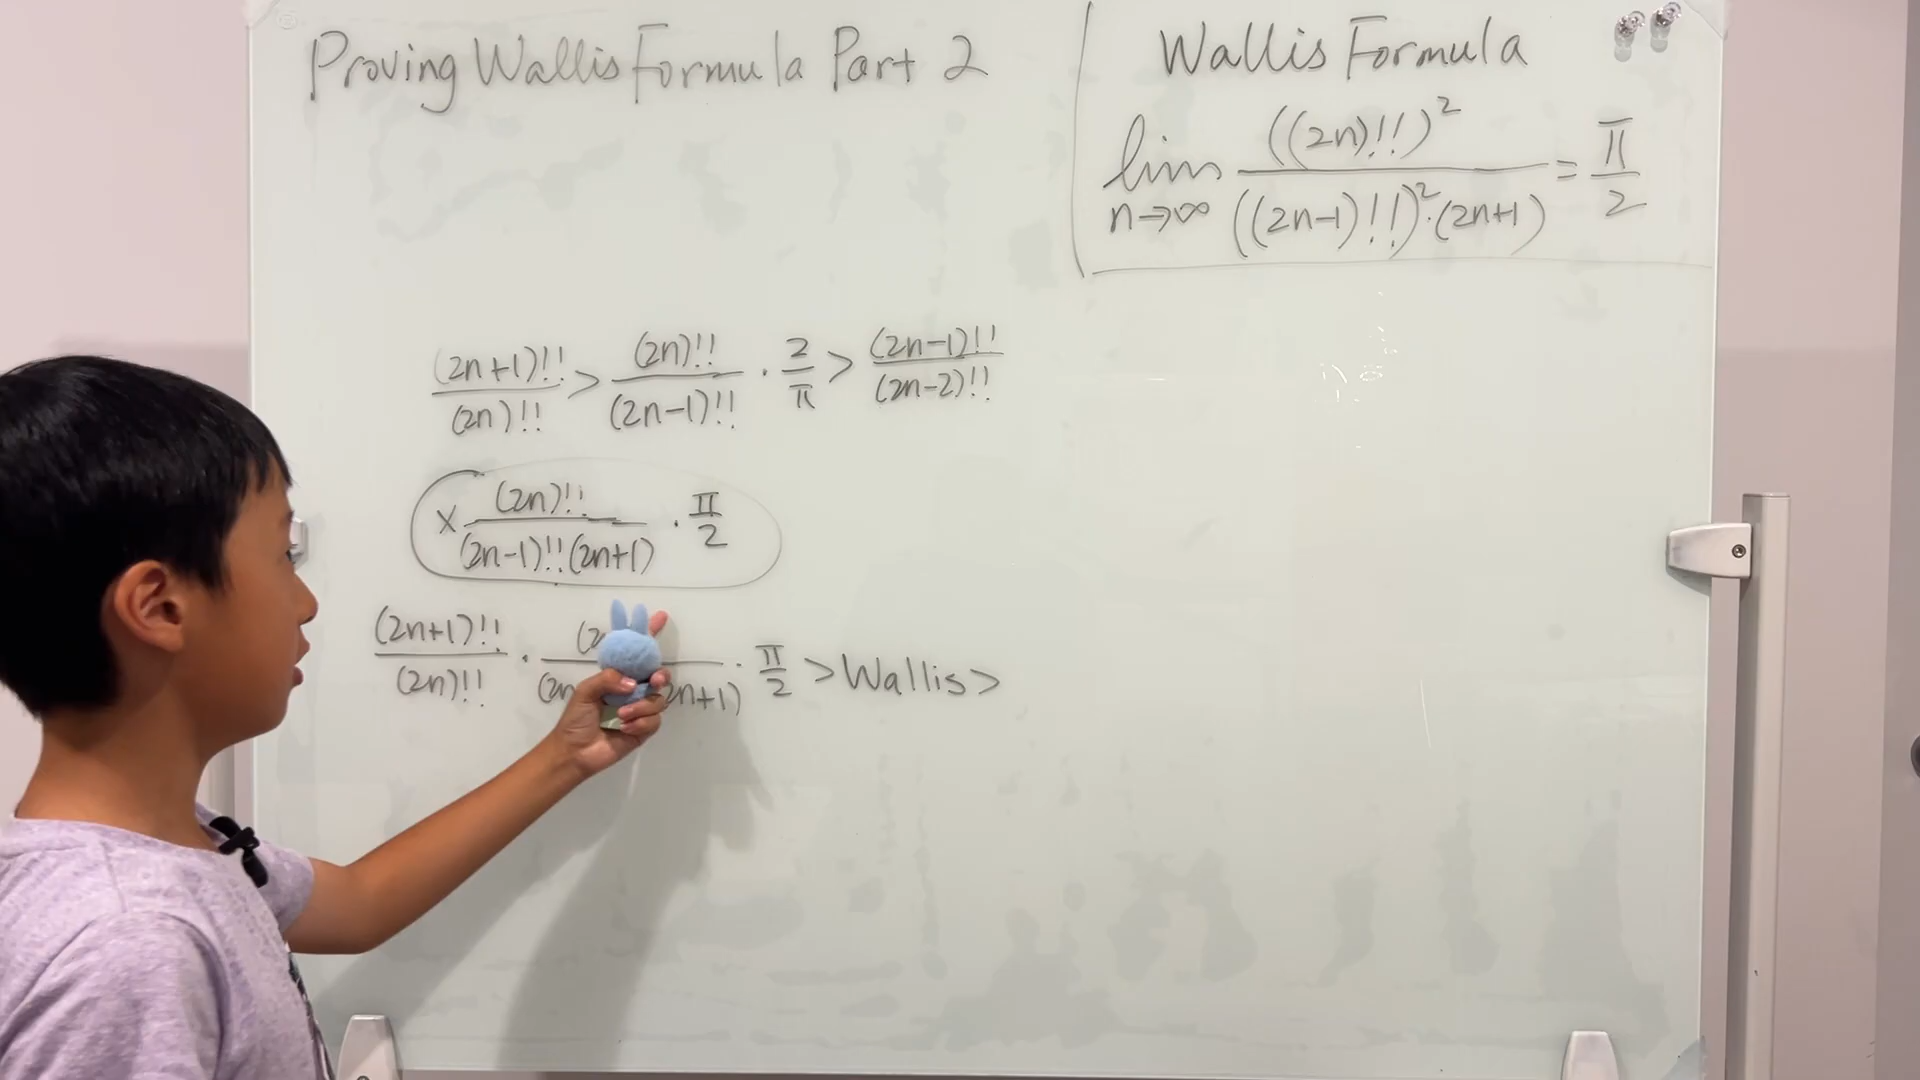 Proving Wallis Formula Part 2
Wallis Formula
lim n→∞ ((2n)!!)² / ((2n-1)!!)²·(2n+1) = π/2
(2n+1)!!/(2n)!! > (2n)!!/(2n-1)!! · 2/π > (2n-1)!!/(2n-2)!!
× (2n)!!/(2n-1)!!(2n+1) · π/2
(2n+1)!!/(2n)!! · (2 / (2n 2n+1) · π/2 > Wallis >